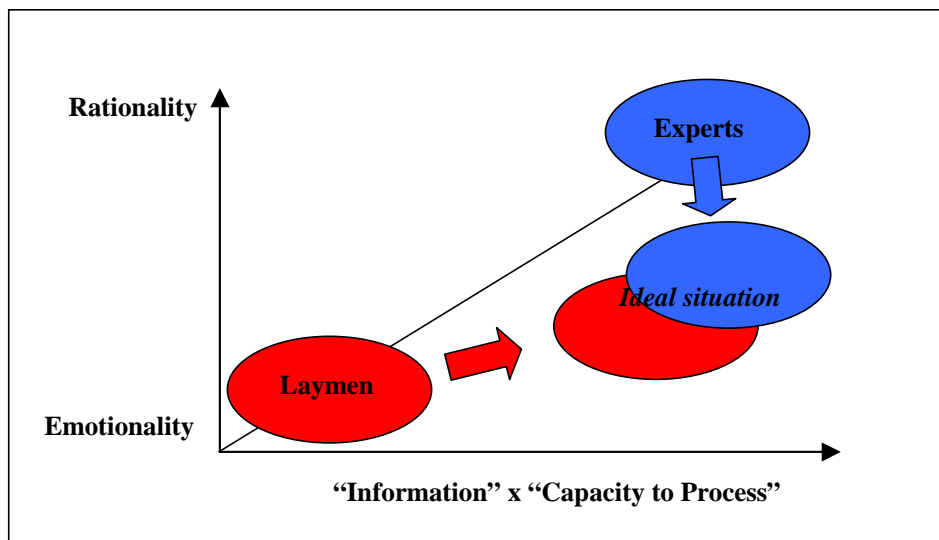 Rationality
Experts
Ideal situation
Laymen
Emotionality
“Information” x “Capacity to Process”